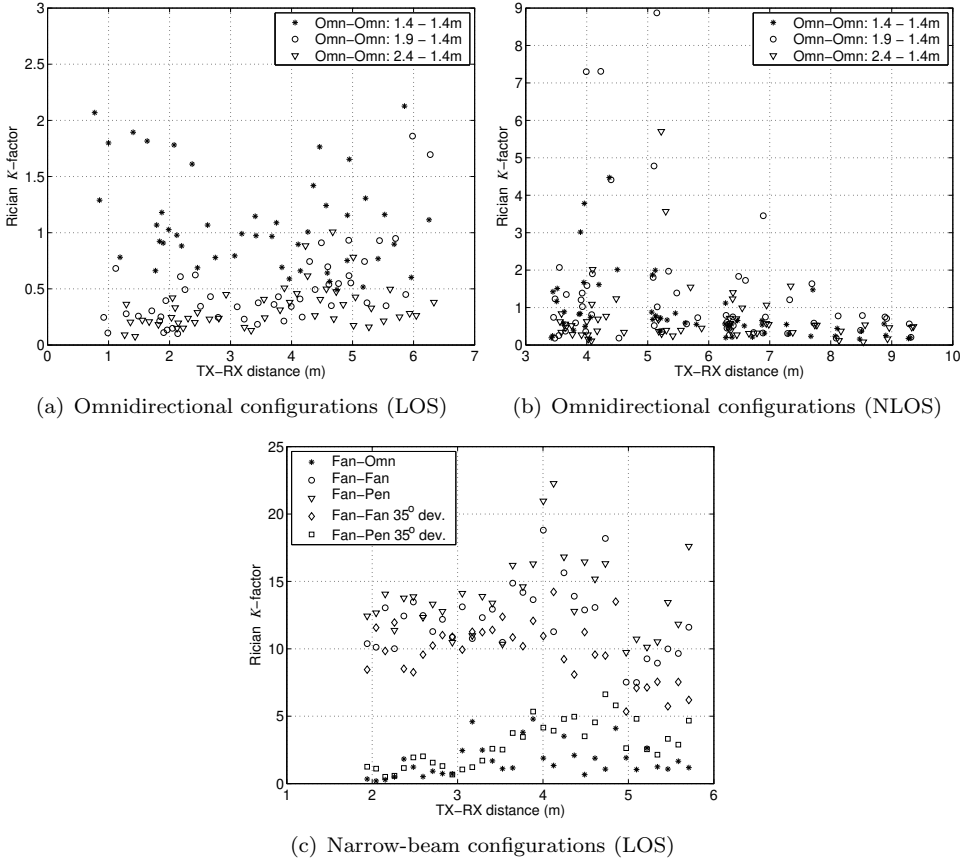 3
2.5
2
1.5
1
0.5
0
Rician K−factor
0 1 2 3 4 5 6 7
TX−RX distance (m)
Omn−Omn: 1.4 − 1.4m
Omn−Omn: 1.9 − 1.4m
Omn−Omn: 2.4 − 1.4m
(a) Omnidirectional configurations (LOS)
9
8
7
6
5
4
3
2
1
0
3 4 5 6 7 8 9 10
TX−RX distance (m)
Omn−Omn: 1.4 − 1.4m
Omn−Omn: 1.9 − 1.4m
Omn−Omn: 2.4 − 1.4m
(b) Omnidirectional configurations (NLOS)
25
20
15
10
5
0
Rician K−factor
1 2 3 4 5 6
TX−RX distance (m)
Fan−Omn
Fan−Fan
Fan−Pen
Fan−Fan 35° dev.
Fan−Pen 35° dev.
(c) Narrow-beam configurations (LOS)